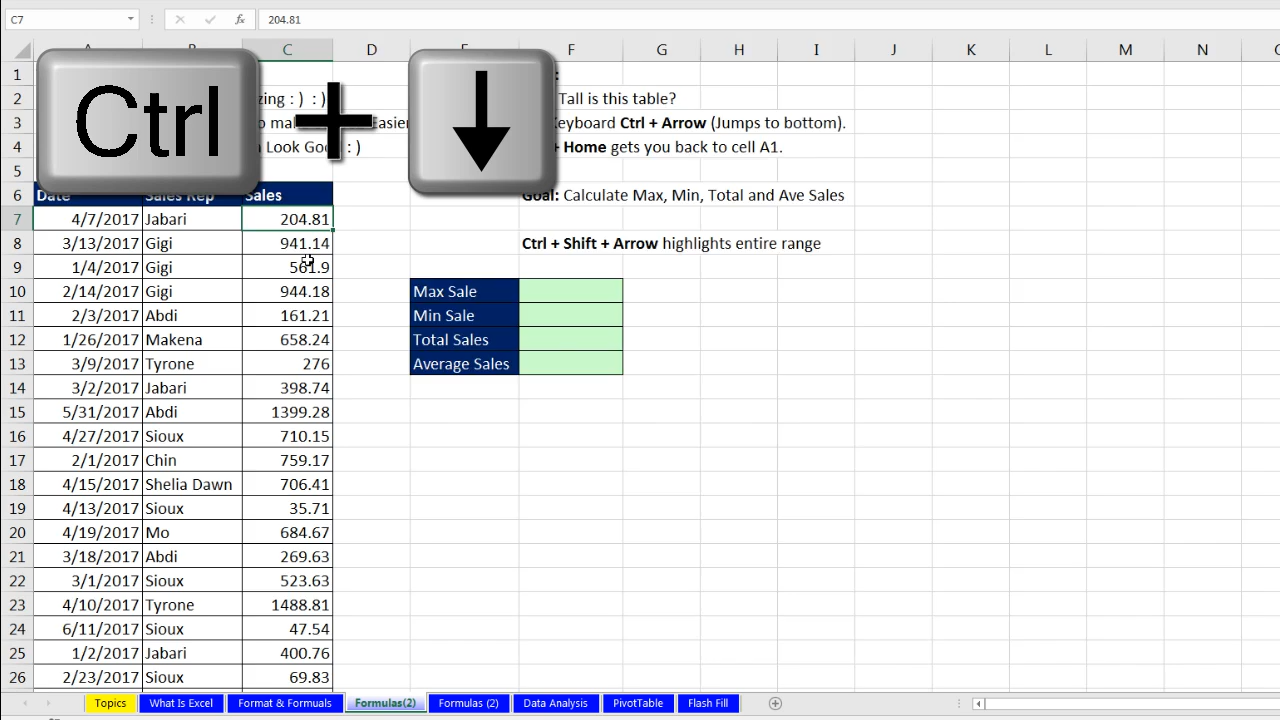 C7 204.81
A C D E F G H I J K L M N
1 :
2 zing : )  : ) Tall is this table?
3 Easier Keyboard Ctrl + Arrow (Jumps to bottom).
4 Look Goo : ) + Home gets you back to cell A1.
Ctrl + ↓
5
6 Date Sales Rep Sales Goal: Calculate Max, Min, Total and Ave Sales
7 4/7/2017 Jabari 204.81
8 3/13/2017 Gigi 941.14 Ctrl + Shift + Arrow highlights entire range
9 1/4/2017 Gigi 561.9
10 2/14/2017 Gigi 944.18 Max Sale
11 2/3/2017 Abdi 161.21 Min Sale
12 1/26/2017 Makena 658.24 Total Sales
13 3/9/2017 Tyrone 276 Average Sales
14 3/2/2017 Jabari 398.74
15 5/31/2017 Abdi 1399.28
16 4/27/2017 Sioux 710.15
17 2/1/2017 Chin 759.17
18 4/15/2017 Shelia Dawn 706.41
19 4/13/2017 Sioux 35.71
20 4/19/2017 Mo 684.67
21 3/18/2017 Abdi 269.63
22 3/1/2017 Sioux 523.63
23 4/10/2017 Tyrone 1488.81
24 6/11/2017 Sioux 47.54
25 1/2/2017 Jabari 400.76
26 2/23/2017 Sioux 69.83
Topics What Is Excel Format & Formuals Formulas(2) Formulas (2) Data Analysis PivotTable Flash Fill